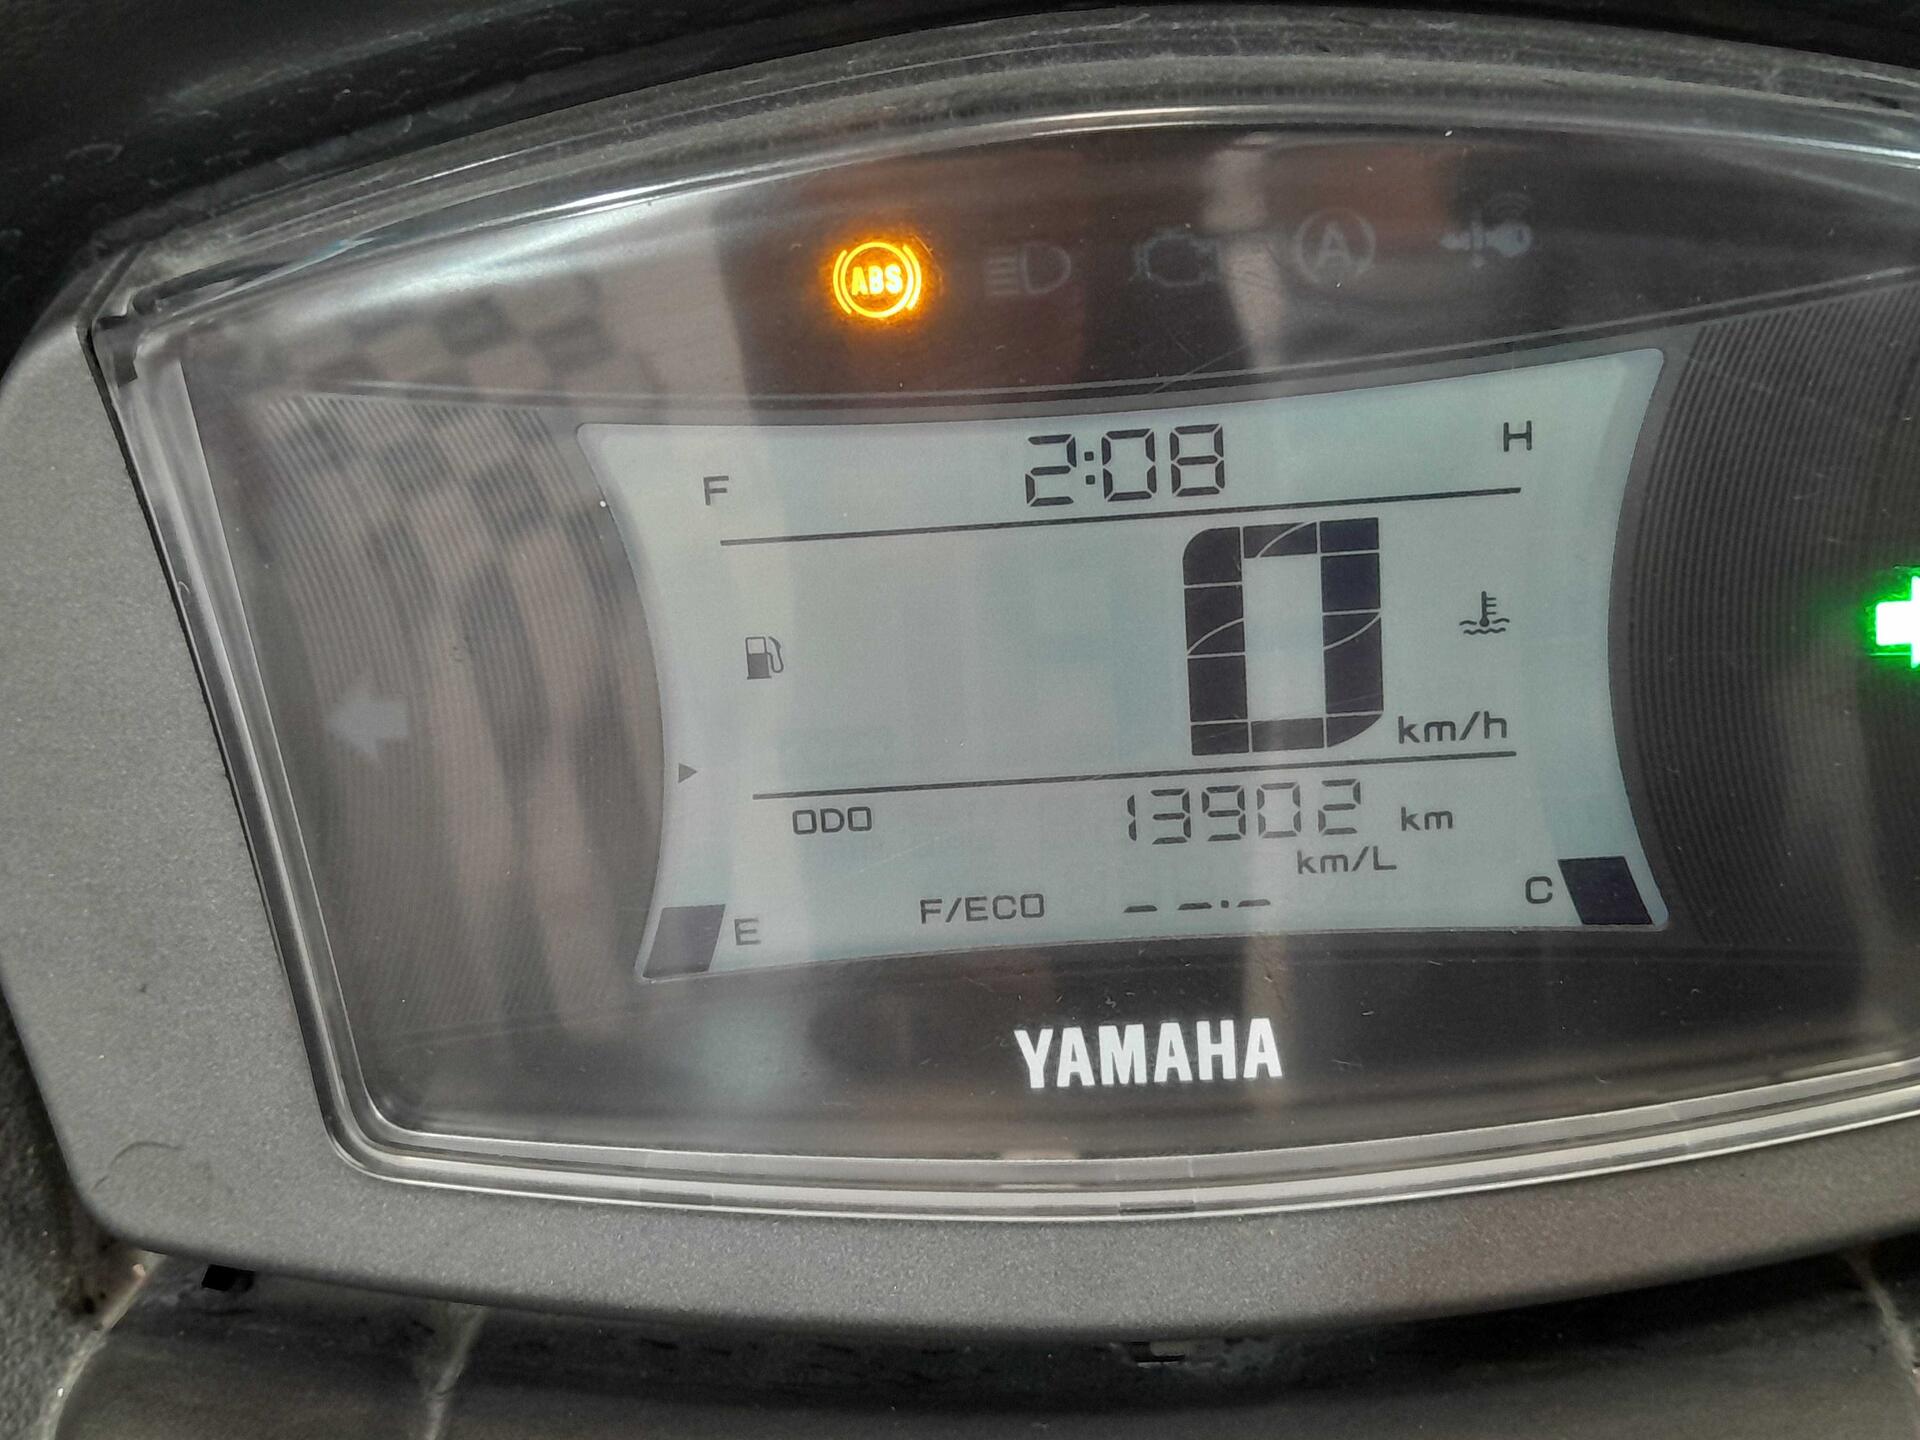 ABS
A
F 2:08 H
0 km/h
ODO 13902 km
km/L
F/ECO --.-
E C
YAMAHA